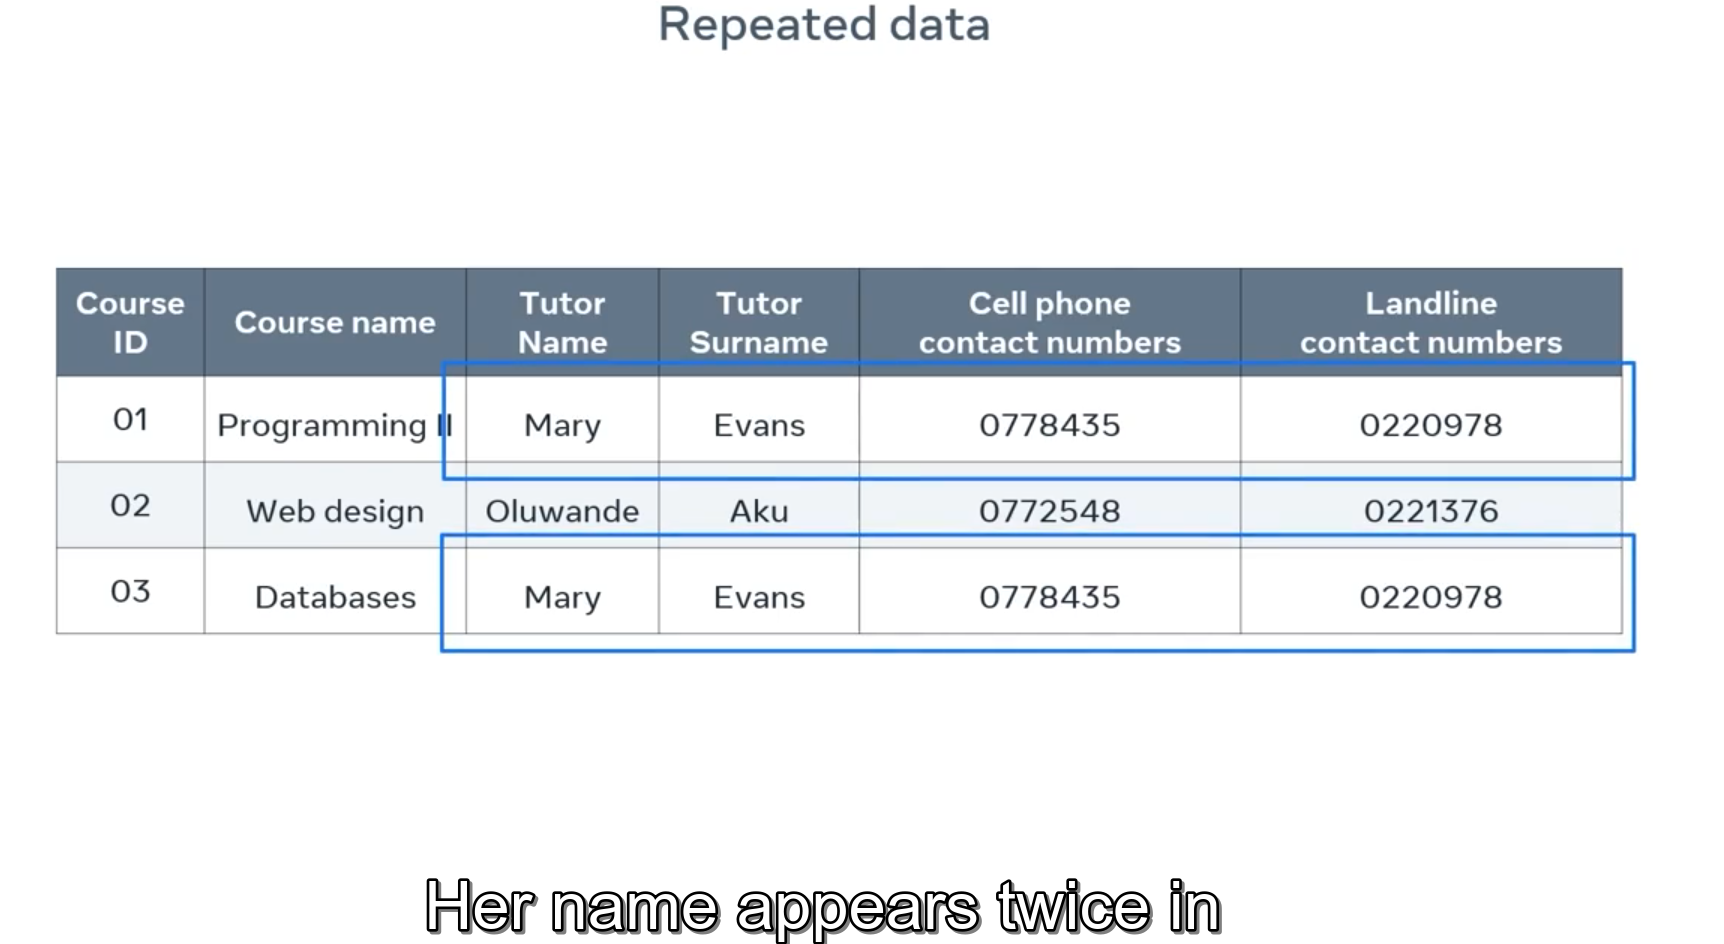 Repeated data
Course ID Course name Tutor Name Tutor Surname Cell phone contact numbers Landline contact numbers
01 Programming II Mary Evans 0778435 0220978
02 Web design Oluwande Aku 0772548 0221376
03 Databases Mary Evans 0778435 0220978
Her name appears twice in